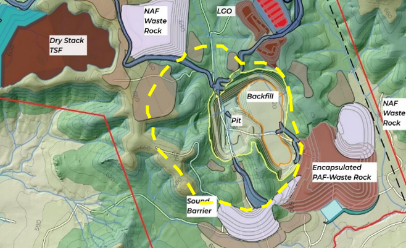 LGO
NAF
Waste
Rock
Dry Stack
TSF
Backfill
NAF
Waste
Rock
Pit
Encapsulated
PAF-Waste Rock
Sound
Barrier